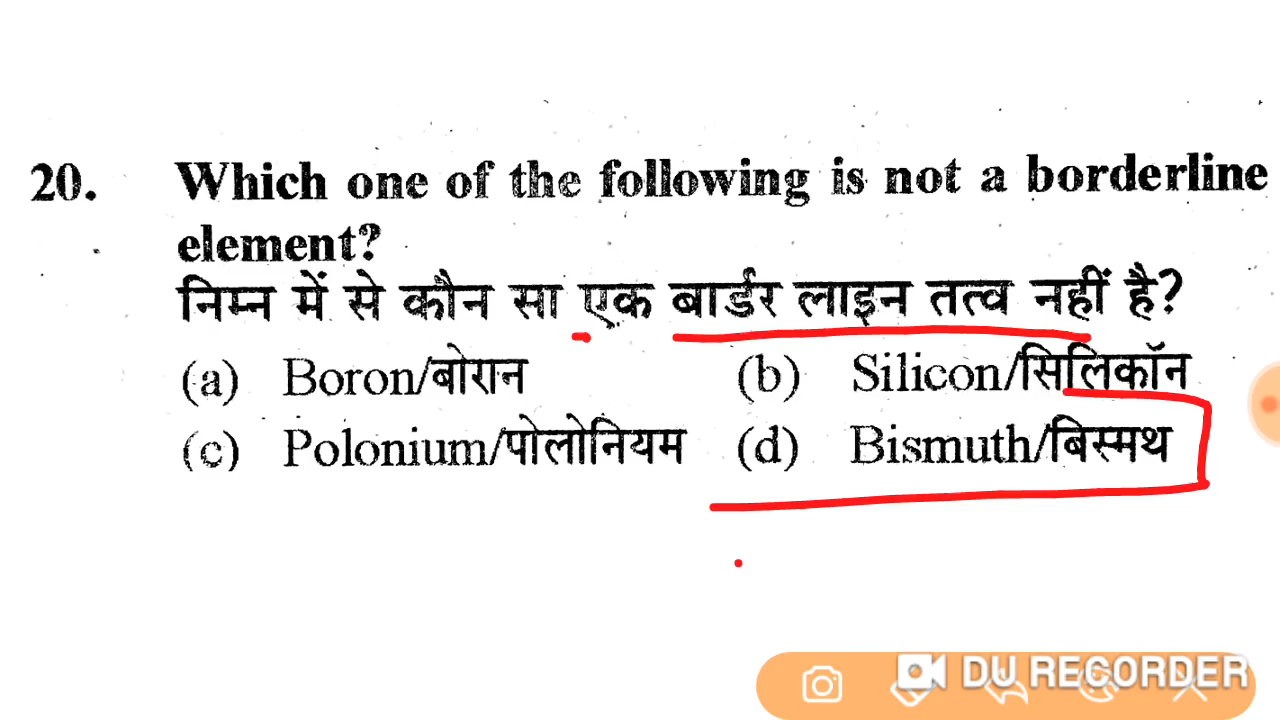 20. Which one of the following is not a borderline
element?
निम्न में से कौन सा एक बार्डर लाइन तत्व नहीं है?
(a) Boron/बोरान (b) Silicon/सिलिकॉन
(c) Polonium/पोलोनियम (d) Bismuth/बिस्मथ
DU RECORDER